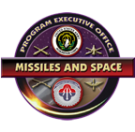 PROGRAM EXECUTIVE OFFICE
MISSILES AND SPACE